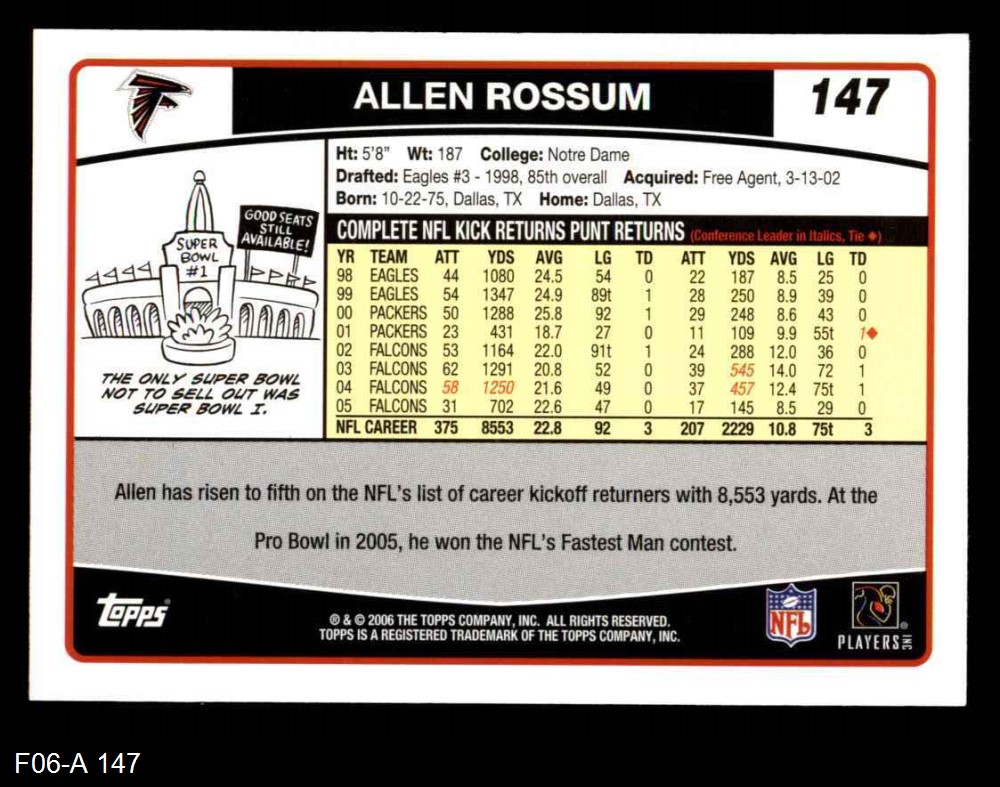 ALLEN ROSSUM
147
Ht: 5'8" Wt: 187 College: Notre Dame
Drafted: Eagles #3 - 1998, 85th overall Acquired: Free Agent, 3-13-02
Born: 10-22-75, Dallas, TX Home: Dallas, TX
GOOD SEATS
STILL
AVAILABLE!
SUPER
BOWL
#1
THE ONLY SUPER BOWL
NOT TO SELL OUT WAS
SUPER BOWL I.
COMPLETE NFL KICK RETURNS PUNT RETURNS (Conference Leader in Italics, Tie ◆)
YR TEAM ATT YDS AVG LG TD ATT YDS AVG LG TD
98 EAGLES 44 1080 24.5 54 0 22 187 8.5 25 0
99 EAGLES 54 1347 24.9 89t 1 28 250 8.9 39 0
00 PACKERS 50 1288 25.8 92 1 29 248 8.6 43 0
01 PACKERS 23 431 18.7 27 0 11 109 9.9 55t 1◆
02 FALCONS 53 1164 22.0 91t 1 24 288 12.0 36 0
03 FALCONS 62 1291 20.8 52 0 39 545 14.0 72 1
04 FALCONS 58 1250 21.6 49 0 37 457 12.4 75t 1
05 FALCONS 31 702 22.6 47 0 17 145 8.5 29 0
NFL CAREER 375 8553 22.8 92 3 207 2229 10.8 75t 3
Allen has risen to fifth on the NFL's list of career kickoff returners with 8,553 yards. At the
Pro Bowl in 2005, he won the NFL's Fastest Man contest.
TOPPS®
® & © 2006 THE TOPPS COMPANY, INC. ALL RIGHTS RESERVED.
TOPPS IS A REGISTERED TRADEMARK OF THE TOPPS COMPANY, INC.
NFL
PLAYERS INC
F06-A 147